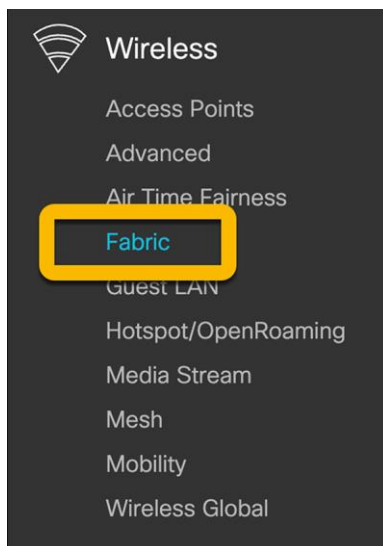 Wireless
Access Points
Advanced
Air Time Fairness
Fabric
Guest LAN
Hotspot/OpenRoaming
Media Stream
Mesh
Mobility
Wireless Global